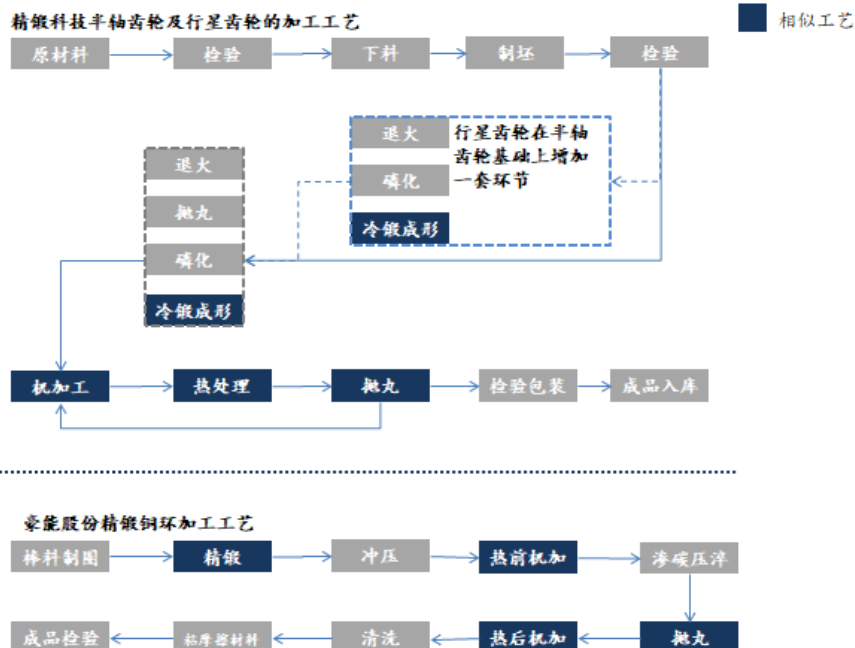 精锻科技半轴齿轮及行星齿轮的加工工艺
相似工艺
原材料
检验
下料
制坯
检验
退火
磷化
冷锻成形
行星齿轮在半轴
齿轮基础上增加
一套环节
退火
抛丸
磷化
冷锻成形
机加工
热处理
抛丸
检验包装
成品入库
豪能股份精锻铜环加工工艺
棒料制圈
精锻
冲压
热前机加
渗碳压淬
成品检验
粘摩擦材料
清洗
热后机加
抛丸